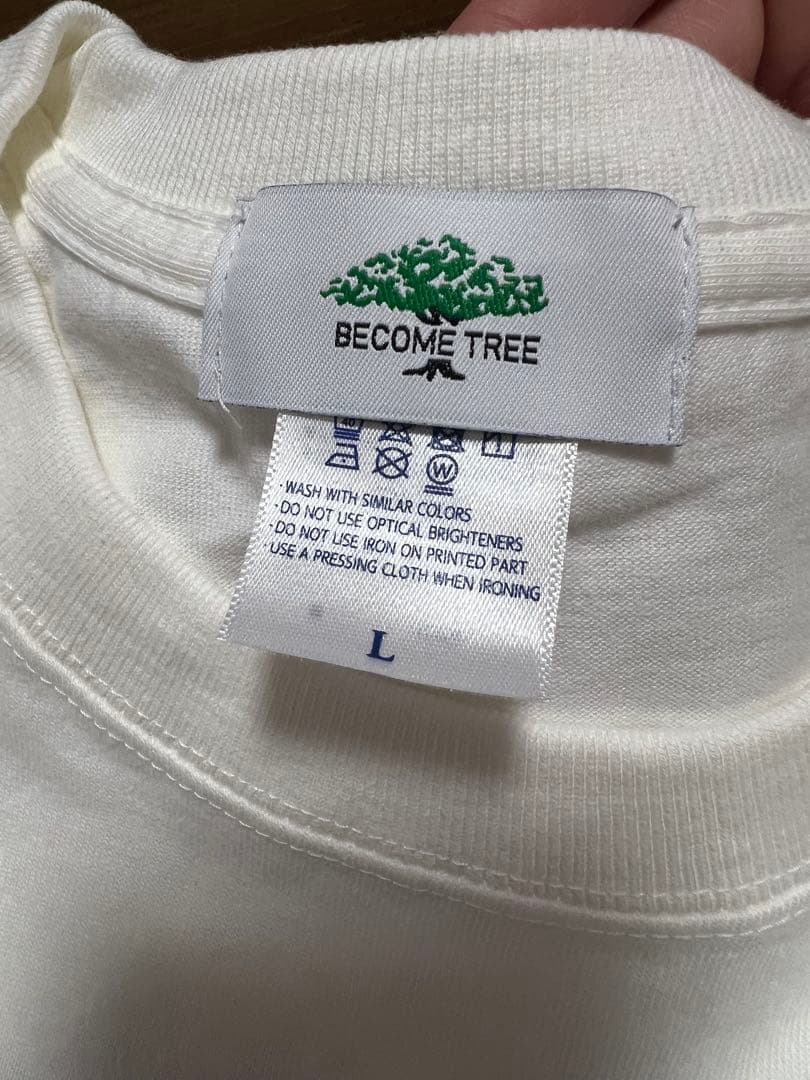 BECOME TREE
40
W
· WASH WITH SIMILAR COLORS
· DO NOT USE OPTICAL BRIGHTENERS
· DO NOT USE IRON ON PRINTED PART
· USE A PRESSING CLOTH WHEN IRONING
L